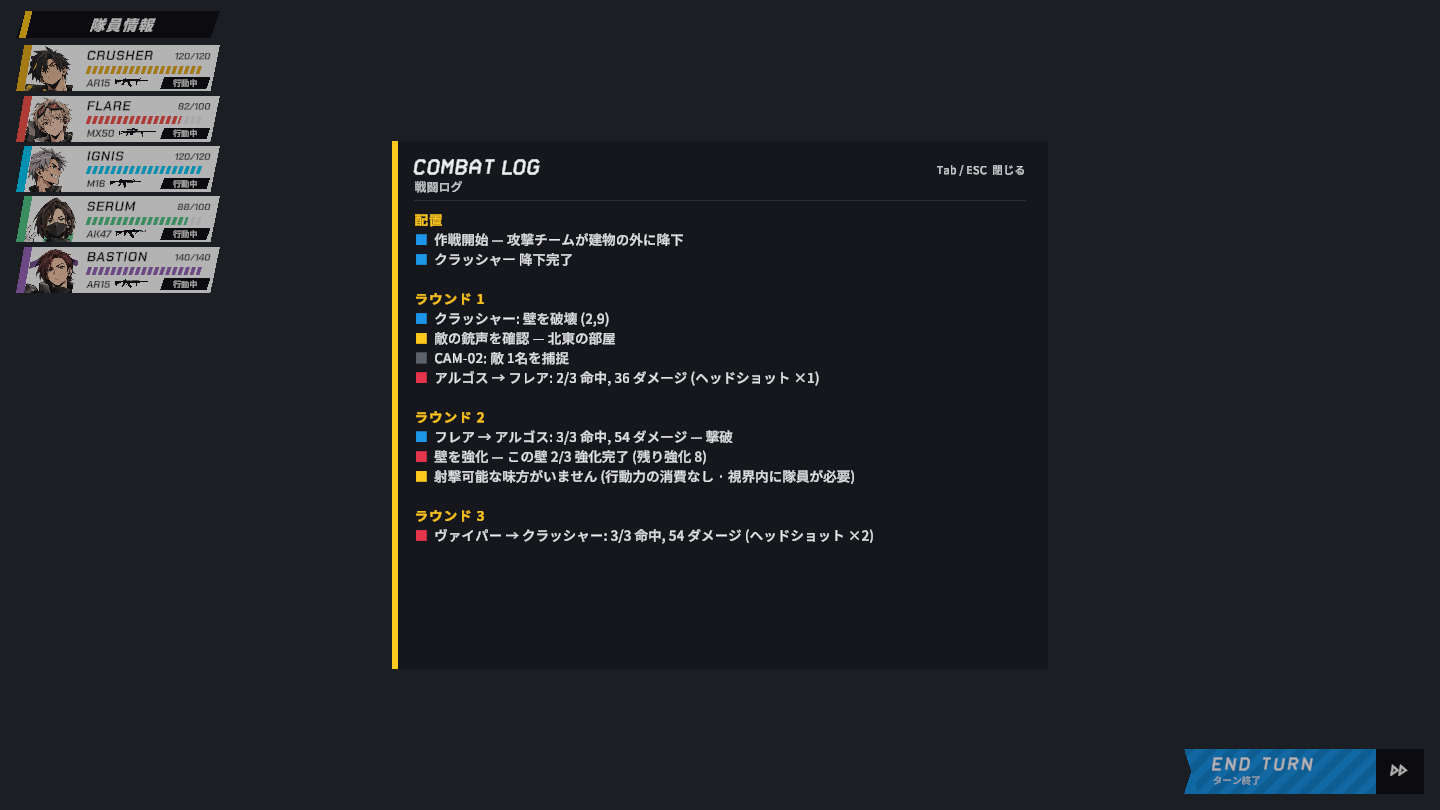 隊員情報
CRUSHER 120/120
AR15 行動中
FLARE 82/100
MX50 行動中
IGNIS 120/120
M16 行動中
SERUM 88/100
AK47 行動中
BASTION 140/140
AR15 行動中
COMBAT LOG
戦闘ログ
Tab / ESC 閉じる
配置
作戦開始 — 攻撃チームが建物の外に降下
クラッシャー 降下完了
ラウンド 1
クラッシャー: 壁を破壊 (2,9)
敵の銃声を確認 — 北東の部屋
CAM-02: 敵 1名を捕捉
アルゴス → フレア: 2/3 命中, 36 ダメージ (ヘッドショット ×1)
ラウンド 2
フレア → アルゴス: 3/3 命中, 54 ダメージ — 撃破
壁を強化 — この壁 2/3 強化完了 (残り強化 8)
射撃可能な味方がいません (行動力の消費なし · 視界内に隊員が必要)
ラウンド 3
ヴァイパー → クラッシャー: 3/3 命中, 54 ダメージ (ヘッドショット ×2)
END TURN
ターン終了